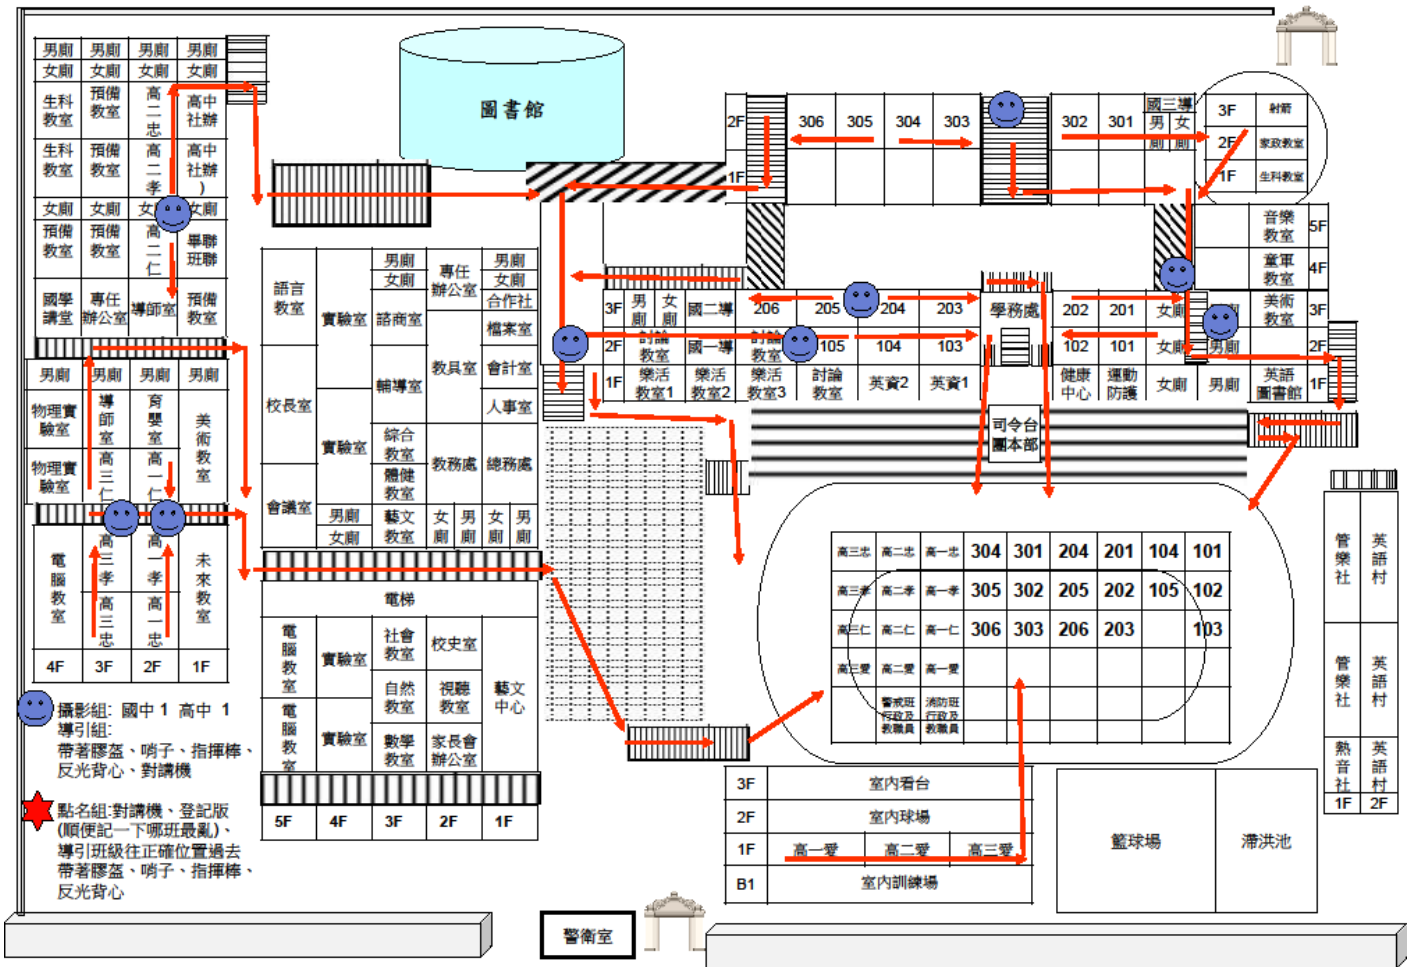 男廁 男廁 男廁 男廁
女廁 女廁 女廁 女廁
生科教室 預備教室 高二忠 高中社辦
生科教室 預備教室 高二孝 高中社辦)
女廁 女廁 女 女廁
預備教室 預備教室 高二仁 畢聯班聯
國學講堂 專任辦公室 導師室 預備教室
男廁 男廁 男廁 男廁
物理實驗室 導師室 育嬰室 美術教室
物理實驗室 高三仁 高一仁
電腦教室 高三孝 高一孝 未來教室
高三忠 高一忠
4F 3F 2F 1F
圖書館
語言教室 實驗室 男廁 專任辦公室 男廁
女廁 女廁
諮商室 合作社
檔案室
校長室 輔導室 教具室 會計室
人事室
實驗室 綜合教室 教務處 總務處
會議室 體健教室
男廁 藝文教室 女廁 男廁 女廁 男廁
女廁
電梯
電腦教室 實驗室 社會教室 校史室 藝文中心
自然教室 視聽教室
電腦教室 實驗室 數學教室 家長會辦公室
5F 4F 3F 2F 1F
2F 306 305 304 303 302 301 國三導
男廁 女廁
1F
3F 射箭
2F 家政教室
1F 生科教室
音樂教室 5F
童軍教室 4F
3F 男廁 女廁 國二導 206 205 204 203 學務處 202 201 女廁 廁 美術教室 3F
2F 討論教室 國一導 討論教室 105 104 103 102 101 女廁 男廁 2F
1F 樂活教室1 樂活教室2 樂活教室3 討論教室 英資2 英資1 健康中心 運動防護 女廁 男廁 英語圖書館 1F
司令台
團本部
高三忠 高二忠 高一忠 304 301 204 201 104 101
高三孝 高二孝 高一孝 305 302 205 202 105 102
高三仁 高二仁 高一仁 306 303 206 203 103
高三愛 高二愛 高一愛
警戒班行政及教職員 消防班行政及教職員
管樂社 英語村
管樂社 英語村
熱音社 英語村
1F 2F
3F 室內看台
2F 室內球場
1F 高一愛 高二愛 高三愛
B1 室內訓練場
籃球場 滯洪池
攝影組: 國中 1 高中 1
導引組:
帶著膠盔、哨子、指揮棒、
反光背心、對講機
點名組:對講機、登記版
(順便記一下哪班最亂)、
導引班級往正確位置過去
帶著膠盔、哨子、指揮棒、
反光背心
警衛室